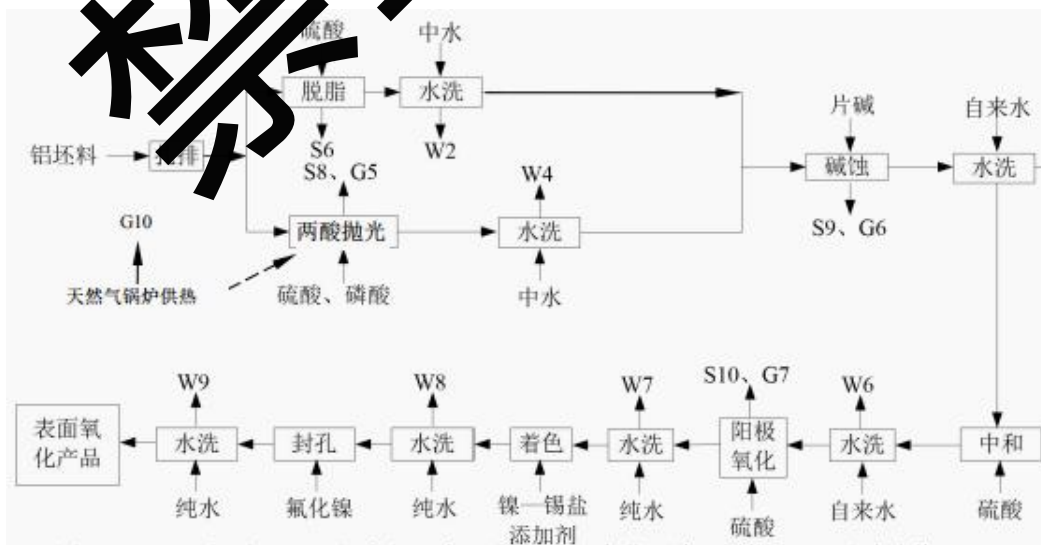 硫酸
中水
脱脂
水洗
片碱
自来水
铝坯料
排
S6
W2
碱蚀
水洗
S8、G5
W4
G10
两酸抛光
水洗
S9、G6
天然气锅炉供热
硫酸、磷酸
中水
W9
W8
W7
S10、G7
W6
表面氧
化产品
水洗
封孔
水洗
着色
水洗
阳极
氧化
水洗
中和
纯水
氟化镍
纯水
镍—锡盐
添加剂
纯水
硫酸
自来水
硫酸